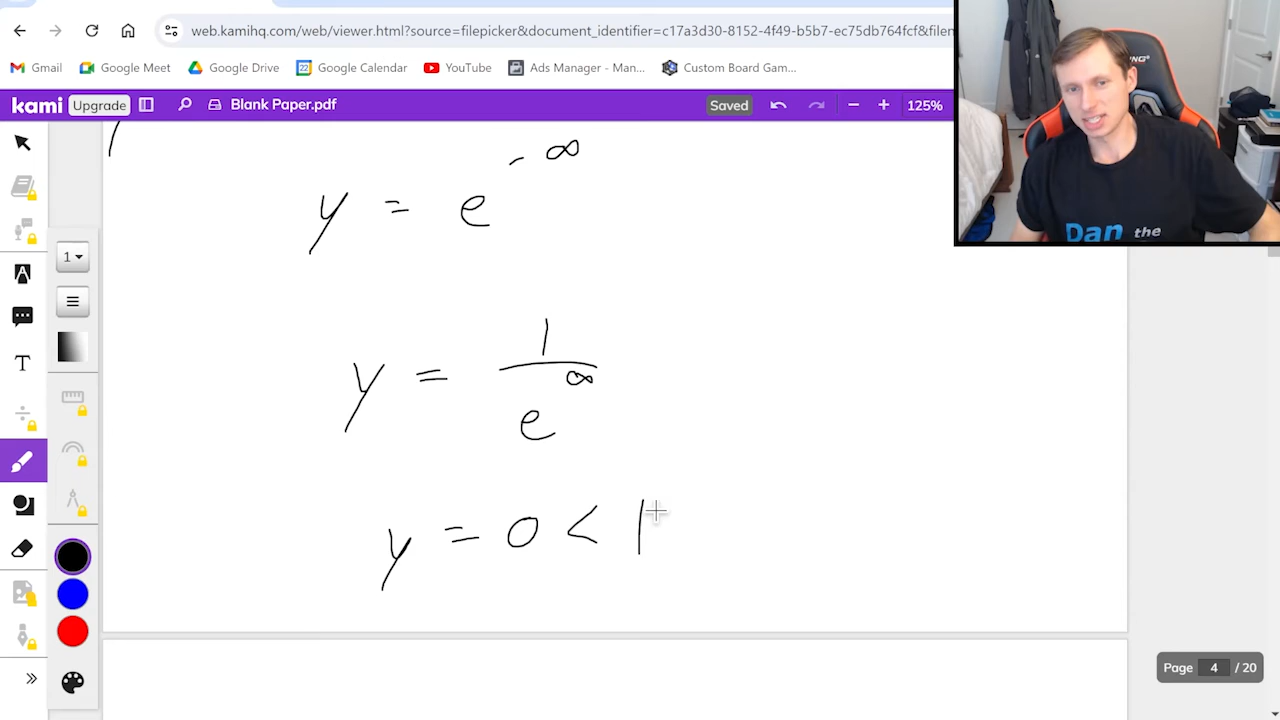 web.kamihq.com/web/viewer.html?source=filepicker&document_identifier=c17a3d30-8152-4f49-b5b7-ec75db764fcf&filen
Gmail Google Meet Google Drive 22 Google Calendar YouTube Ads Manager - Man... Custom Board Gam...
kami Upgrade Blank Paper.pdf Saved 125%
y = e^-∞
1
y = 1/e^∞
y = 0 < 1
T
Dan the
Page 4 / 20